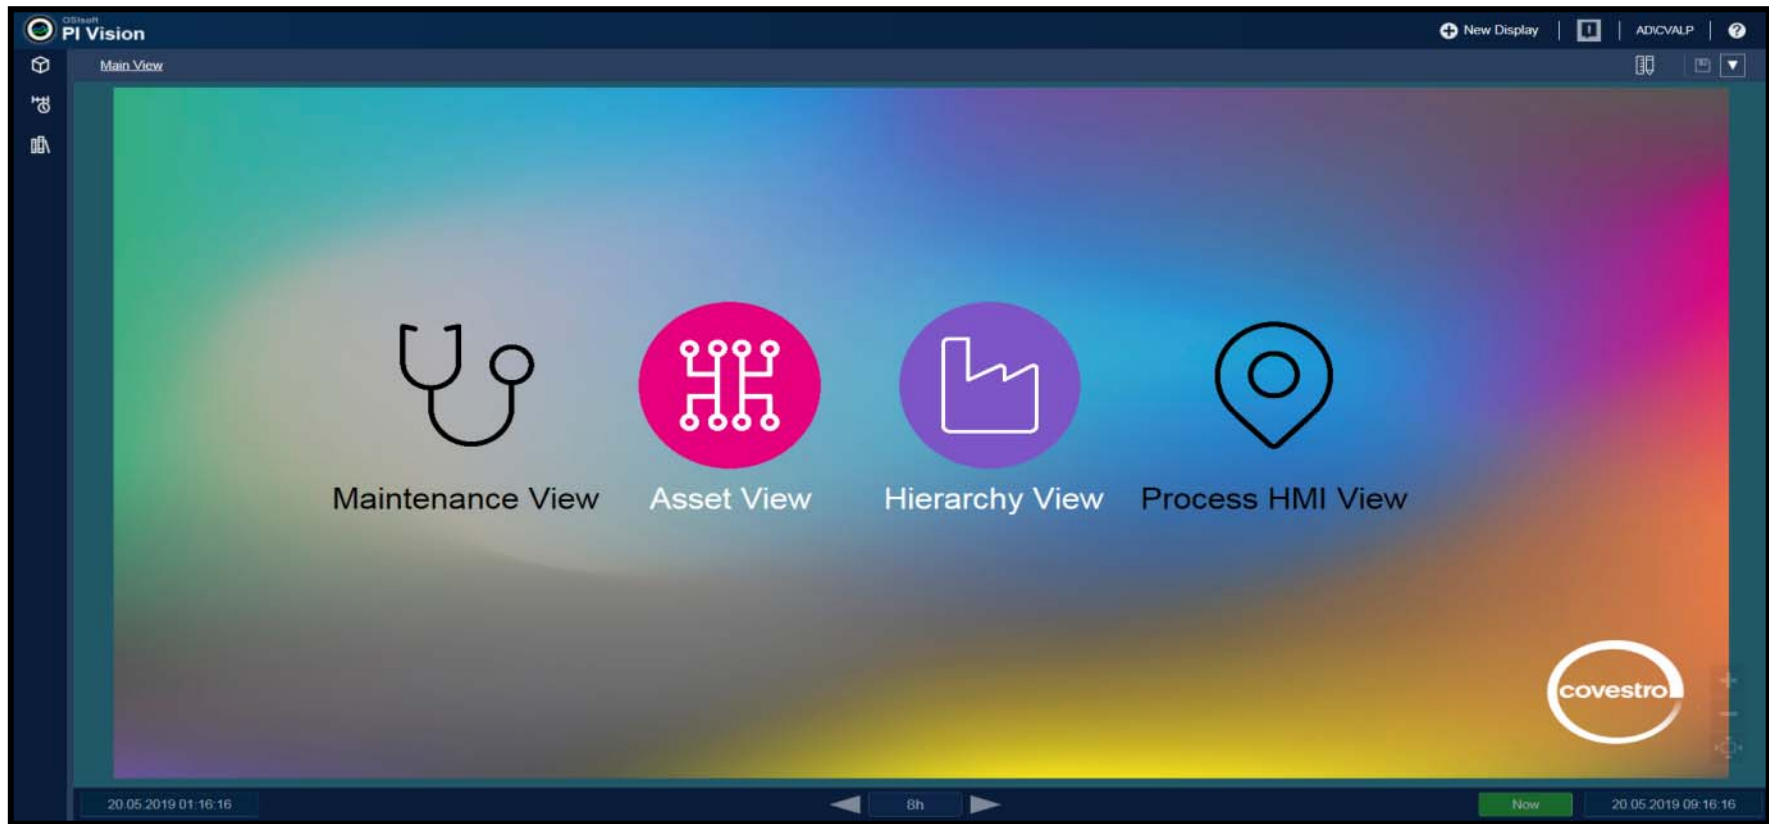 OSIsoft
PI Vision
New Display
ADICVALP
?
Main View
Maintenance View
Asset View
Hierarchy View
Process HMI View
covestro
20.05.2019 01:16:16
8h
Now
20.05.2019 09:16:16